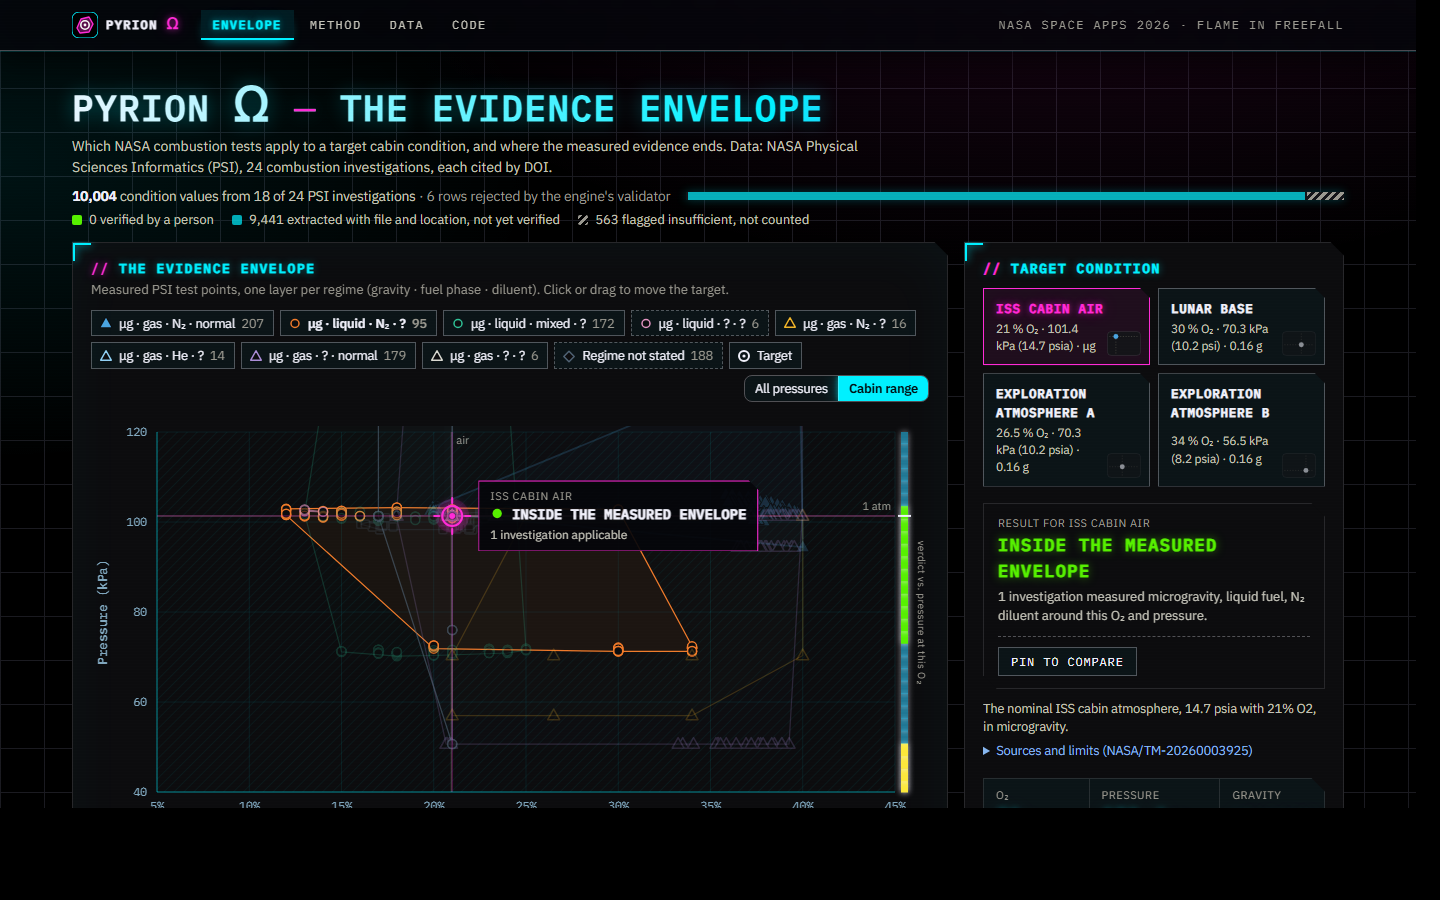 PYRION Ω ENVELOPE METHOD DATA CODE NASA SPACE APPS 2026 · FLAME IN FREEFALL
PYRION Ω — THE EVIDENCE ENVELOPE
Which NASA combustion tests apply to a target cabin condition, and where the measured evidence ends. Data: NASA Physical
Sciences Informatics (PSI), 24 combustion investigations, each cited by DOI.
10,004 condition values from 18 of 24 PSI investigations · 6 rows rejected by the engine's validator
0 verified by a person 9,441 extracted with file and location, not yet verified 563 flagged insufficient, not counted
// THE EVIDENCE ENVELOPE
Measured PSI test points, one layer per regime (gravity · fuel phase · diluent). Click or drag to move the target.
µg · gas · N₂ · normal 207 µg · liquid · N₂ · ? 95 µg · liquid · mixed · ? 172 µg · liquid · ? · ? 6 µg · gas · N₂ · ? 16
µg · gas · He · ? 14 µg · gas · ? · normal 179 µg · gas · ? · ? 6 Regime not stated 188 Target
All pressures Cabin range
120
100
80
60
40
Pressure (kPa)
air
1 atm
ISS CABIN AIR
INSIDE THE MEASURED ENVELOPE
1 investigation applicable
verdict vs. pressure at this O₂
5% 10% 15% 20% 25% 30% 35% 40% 45%
// TARGET CONDITION
ISS CABIN AIR
21 % O₂ · 101.4
kPa (14.7 psia) · µg
LUNAR BASE
30 % O₂ · 70.3 kPa
(10.2 psi) · 0.16 g
EXPLORATION
ATMOSPHERE A
26.5 % O₂ · 70.3
kPa (10.2 psia) ·
0.16 g
EXPLORATION
ATMOSPHERE B
34 % O₂ · 56.5 kPa
(8.2 psia) · 0.16 g
RESULT FOR ISS CABIN AIR
INSIDE THE MEASURED
ENVELOPE
1 investigation measured microgravity, liquid fuel, N₂
diluent around this O₂ and pressure.
PIN TO COMPARE
The nominal ISS cabin atmosphere, 14.7 psia with 21% O2,
in microgravity.
Sources and limits (NASA/TM-20260003925)
O₂ PRESSURE GRAVITY